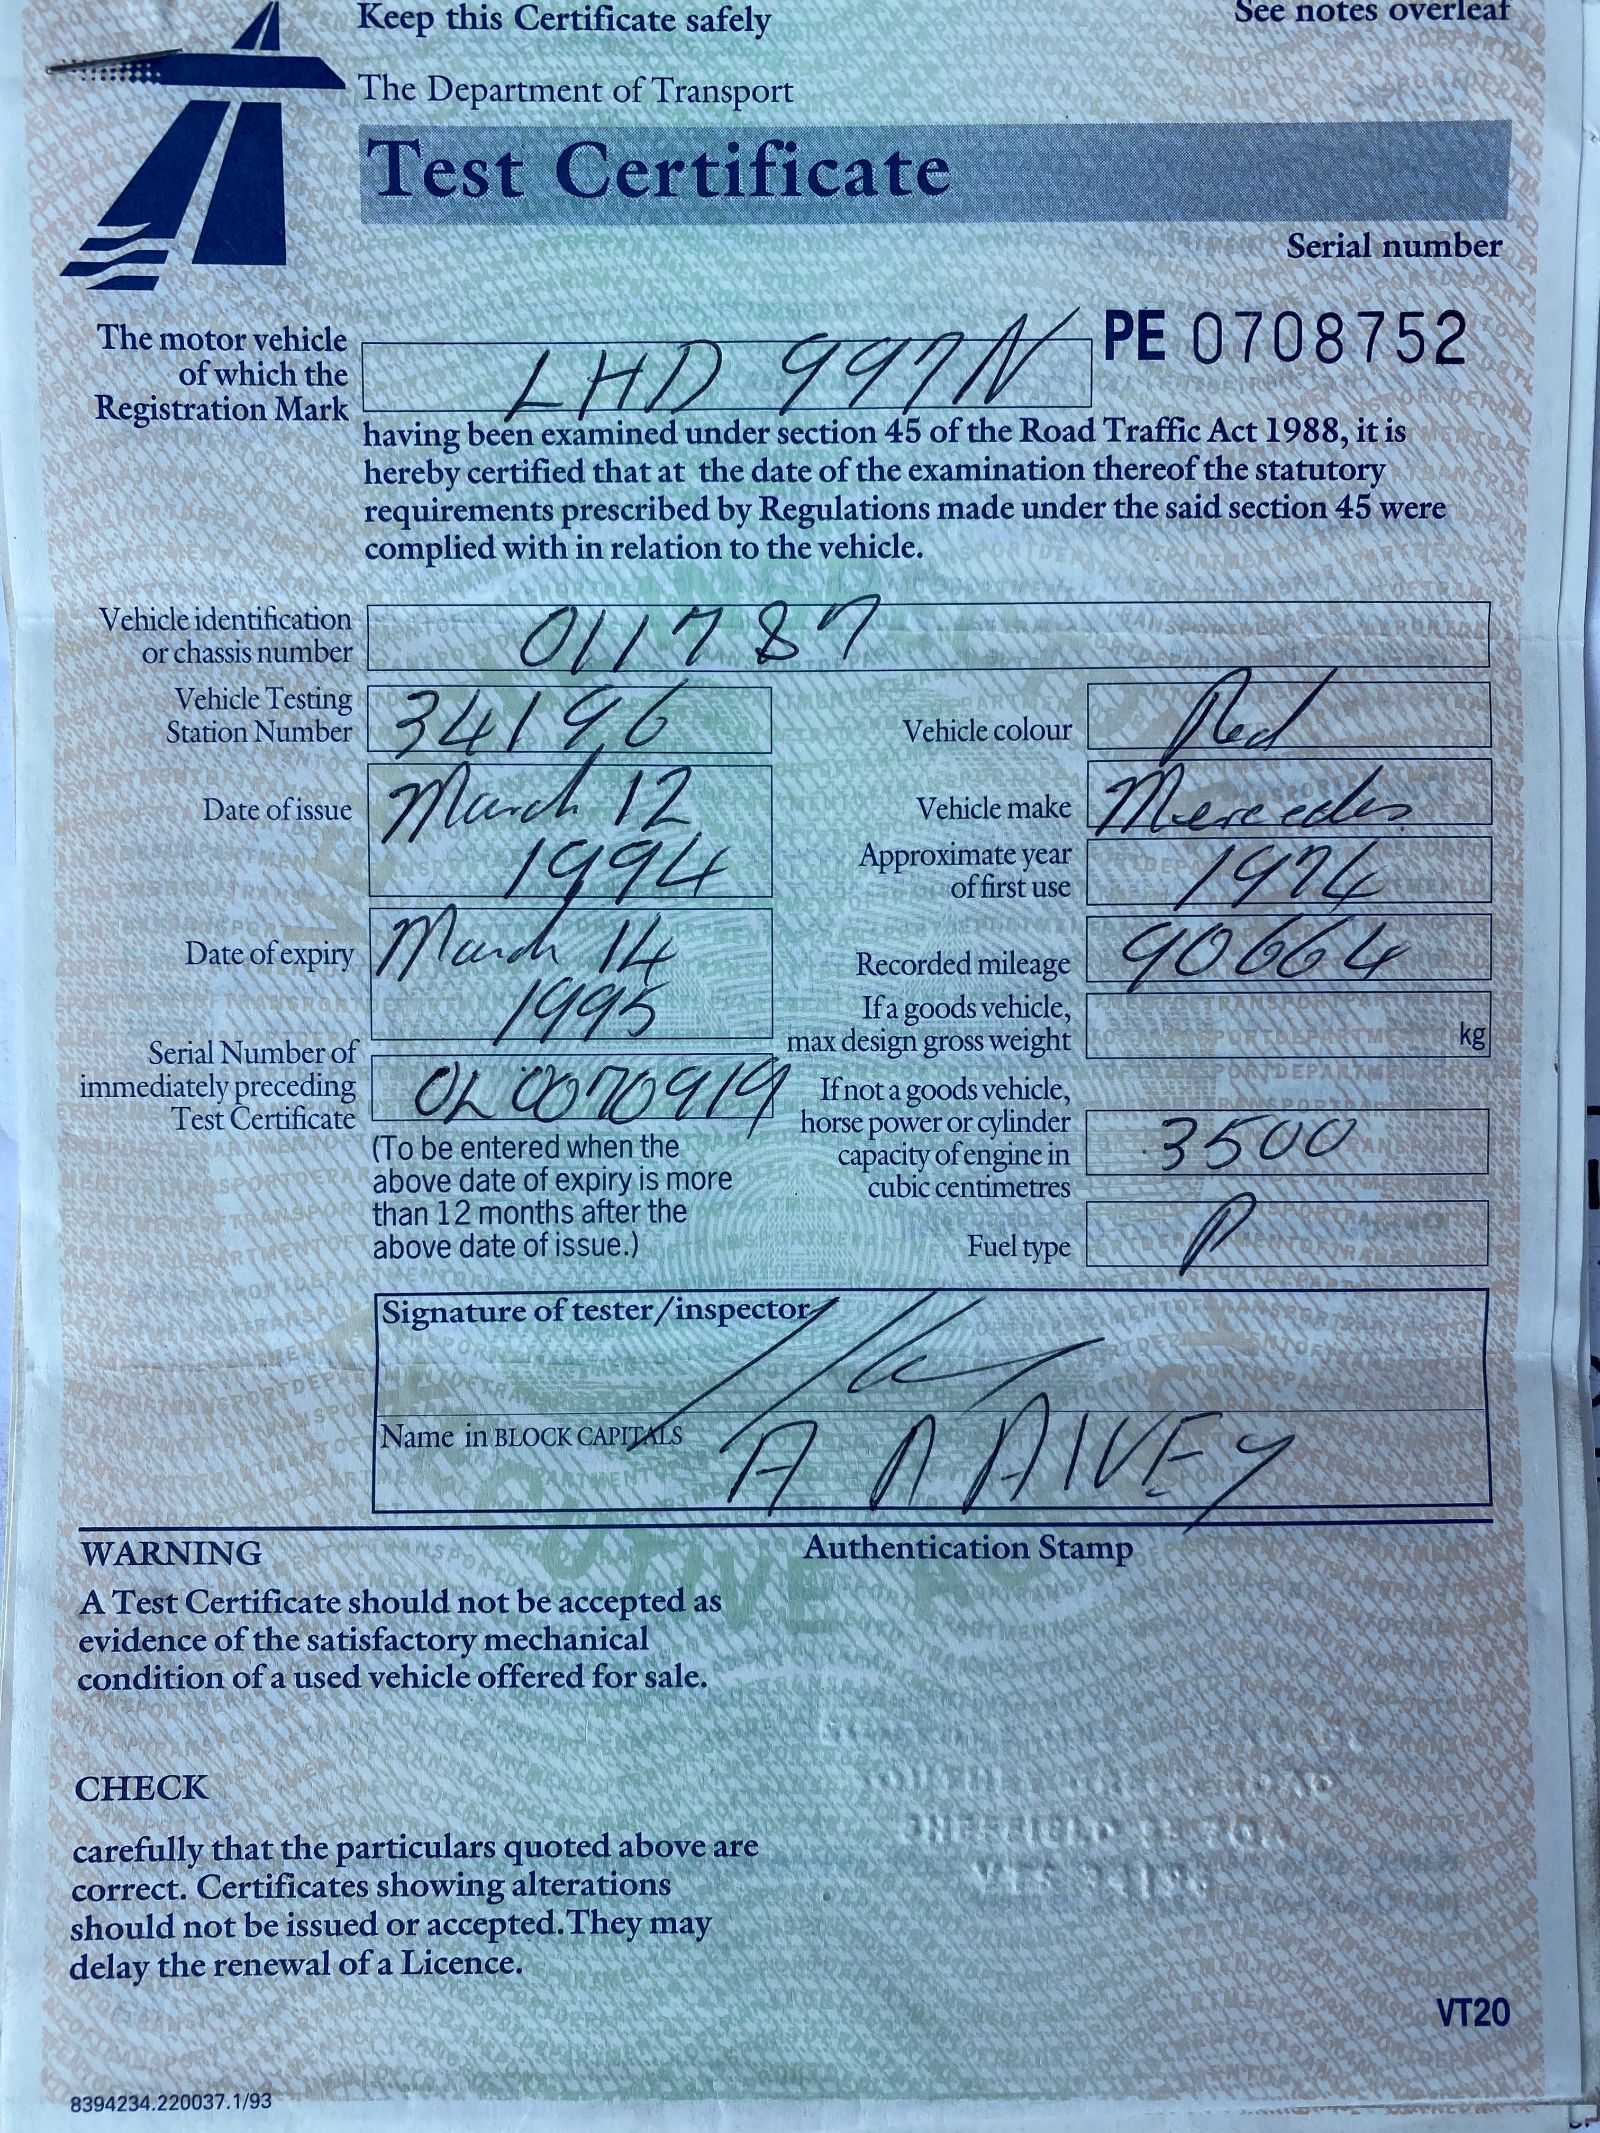 Keep this Certificate safely
See notes overleaf
The Department of Transport
Test Certificate
Serial number
PE 0708752
The motor vehicle
of which the
Registration Mark
LHD 997N
having been examined under section 45 of the Road Traffic Act 1988, it is
hereby certified that at the date of the examination thereof the statutory
requirements prescribed by Regulations made under the said section 45 were
complied with in relation to the vehicle.
Vehicle identification
or chassis number
011787
Vehicle Testing
Station Number
34196
Vehicle colour
Red
Date of issue
March 12
1994
Vehicle make
Mercedes
Approximate year
of first use
1974
Date of expiry
March 14
1995
Recorded mileage
90664
If a goods vehicle,
max design gross weight
kg
Serial Number of
immediately preceding
Test Certificate
OL 0070919
(To be entered when the
above date of expiry is more
than 12 months after the
above date of issue.)
If not a goods vehicle,
horse power or cylinder
capacity of engine in
cubic centimetres
3500
Fuel type
P
Signature of tester/inspector
Name in BLOCK CAPITALS
A A AIVEY
WARNING
A Test Certificate should not be accepted as
evidence of the satisfactory mechanical
condition of a used vehicle offered for sale.
Authentication Stamp
CHECK
carefully that the particulars quoted above are
correct. Certificates showing alterations
should not be issued or accepted. They may
delay the renewal of a Licence.
VT20
8394234.220037.1/93